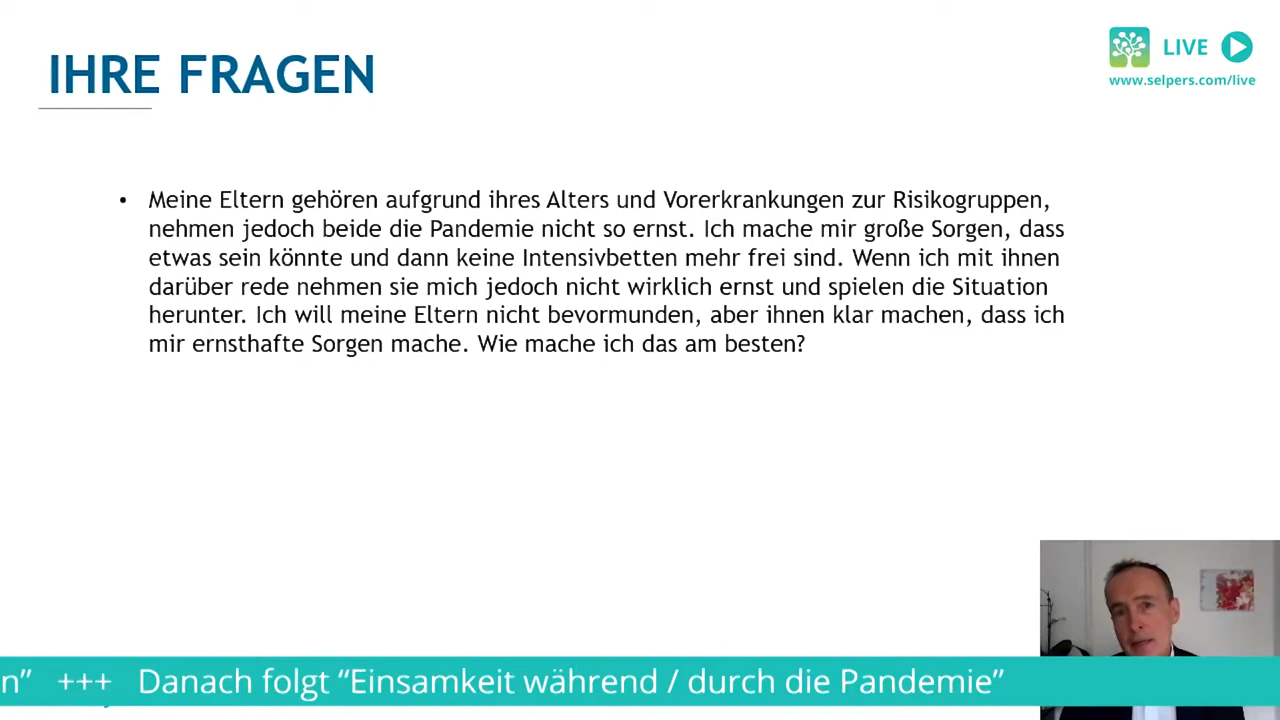 IHRE FRAGEN
LIVE
www.selpers.com/live
• Meine Eltern gehören aufgrund ihres Alters und Vorerkrankungen zur Risikogruppen,
nehmen jedoch beide die Pandemie nicht so ernst. Ich mache mir große Sorgen, dass
etwas sein könnte und dann keine Intensivbetten mehr frei sind. Wenn ich mit ihnen
darüber rede nehmen sie mich jedoch nicht wirklich ernst und spielen die Situation
herunter. Ich will meine Eltern nicht bevormunden, aber ihnen klar machen, dass ich
mir ernsthafte Sorgen mache. Wie mache ich das am besten?
n” +++ Danach folgt “Einsamkeit während / durch die Pandemie”